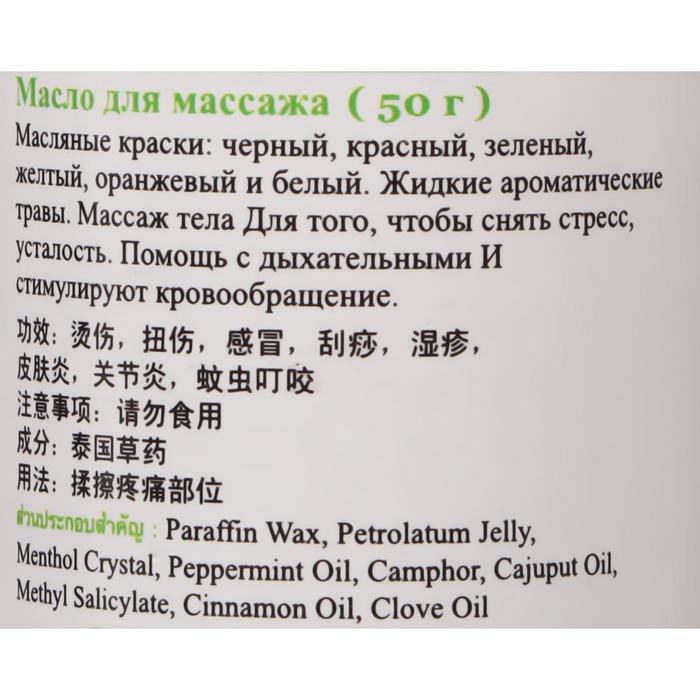 Масло для массажа ( 50 г )
Масляные краски: черный, красный, зеленый,
желтый, оранжевый и белый. Жидкие ароматические
травы. Массаж тела Для того, чтобы снять стресс,
усталость. Помощь с дыхательными И
стимулируют кровообращение.
功效: 烫伤, 扭伤, 感冒, 刮痧, 湿疹,
皮肤炎, 关节炎, 蚊虫叮咬
注意事项: 请勿食用
成分: 泰国草药
用法: 揉擦疼痛部位
ส่วนประกอบสำคัญ : Paraffin Wax, Petrolatum Jelly,
Menthol Crystal, Peppermint Oil, Camphor, Cajuput Oil,
Methyl Salicylate, Cinnamon Oil, Clove Oil